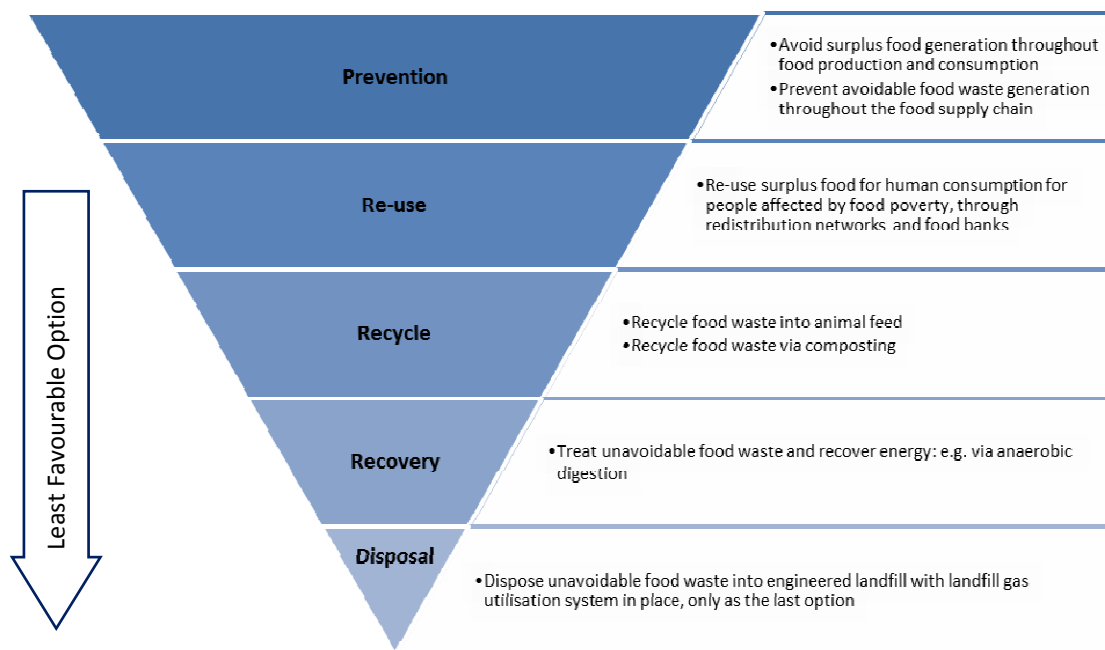 Prevention
•Avoid surplus food generation throughout
food production and consumption
•Prevent avoidable food waste generation
throughout the food supply chain
Re-use
•Re-use surplus food for human consumption for
people affected by food poverty, through
redistribution networks and food banks
Recycle
•Recycle food waste into animal feed
•Recycle food waste via composting
Recovery
•Treat unavoidable food waste and recover energy: e.g. via anaerobic
digestion
Disposal
•Dispose unavoidable food waste into engineered landfill with landfill gas
utilisation system in place, only as the last option
Least Favourable Option